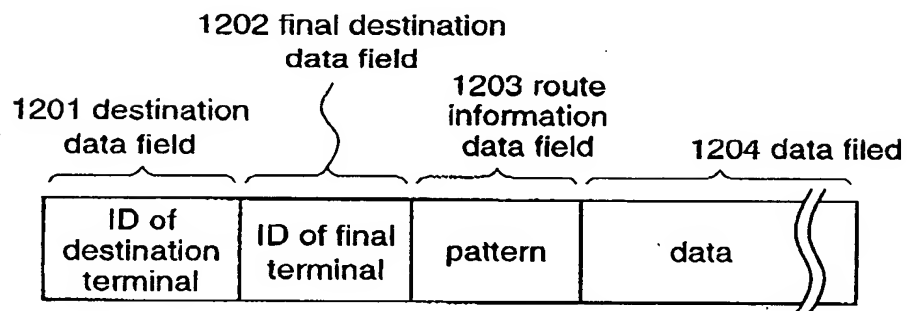 1202 final destination
data field
1203 route
information
data field
1201 destination
data field
1204 data filed
ID of
destination
terminal
ID of final
terminal
pattern
data